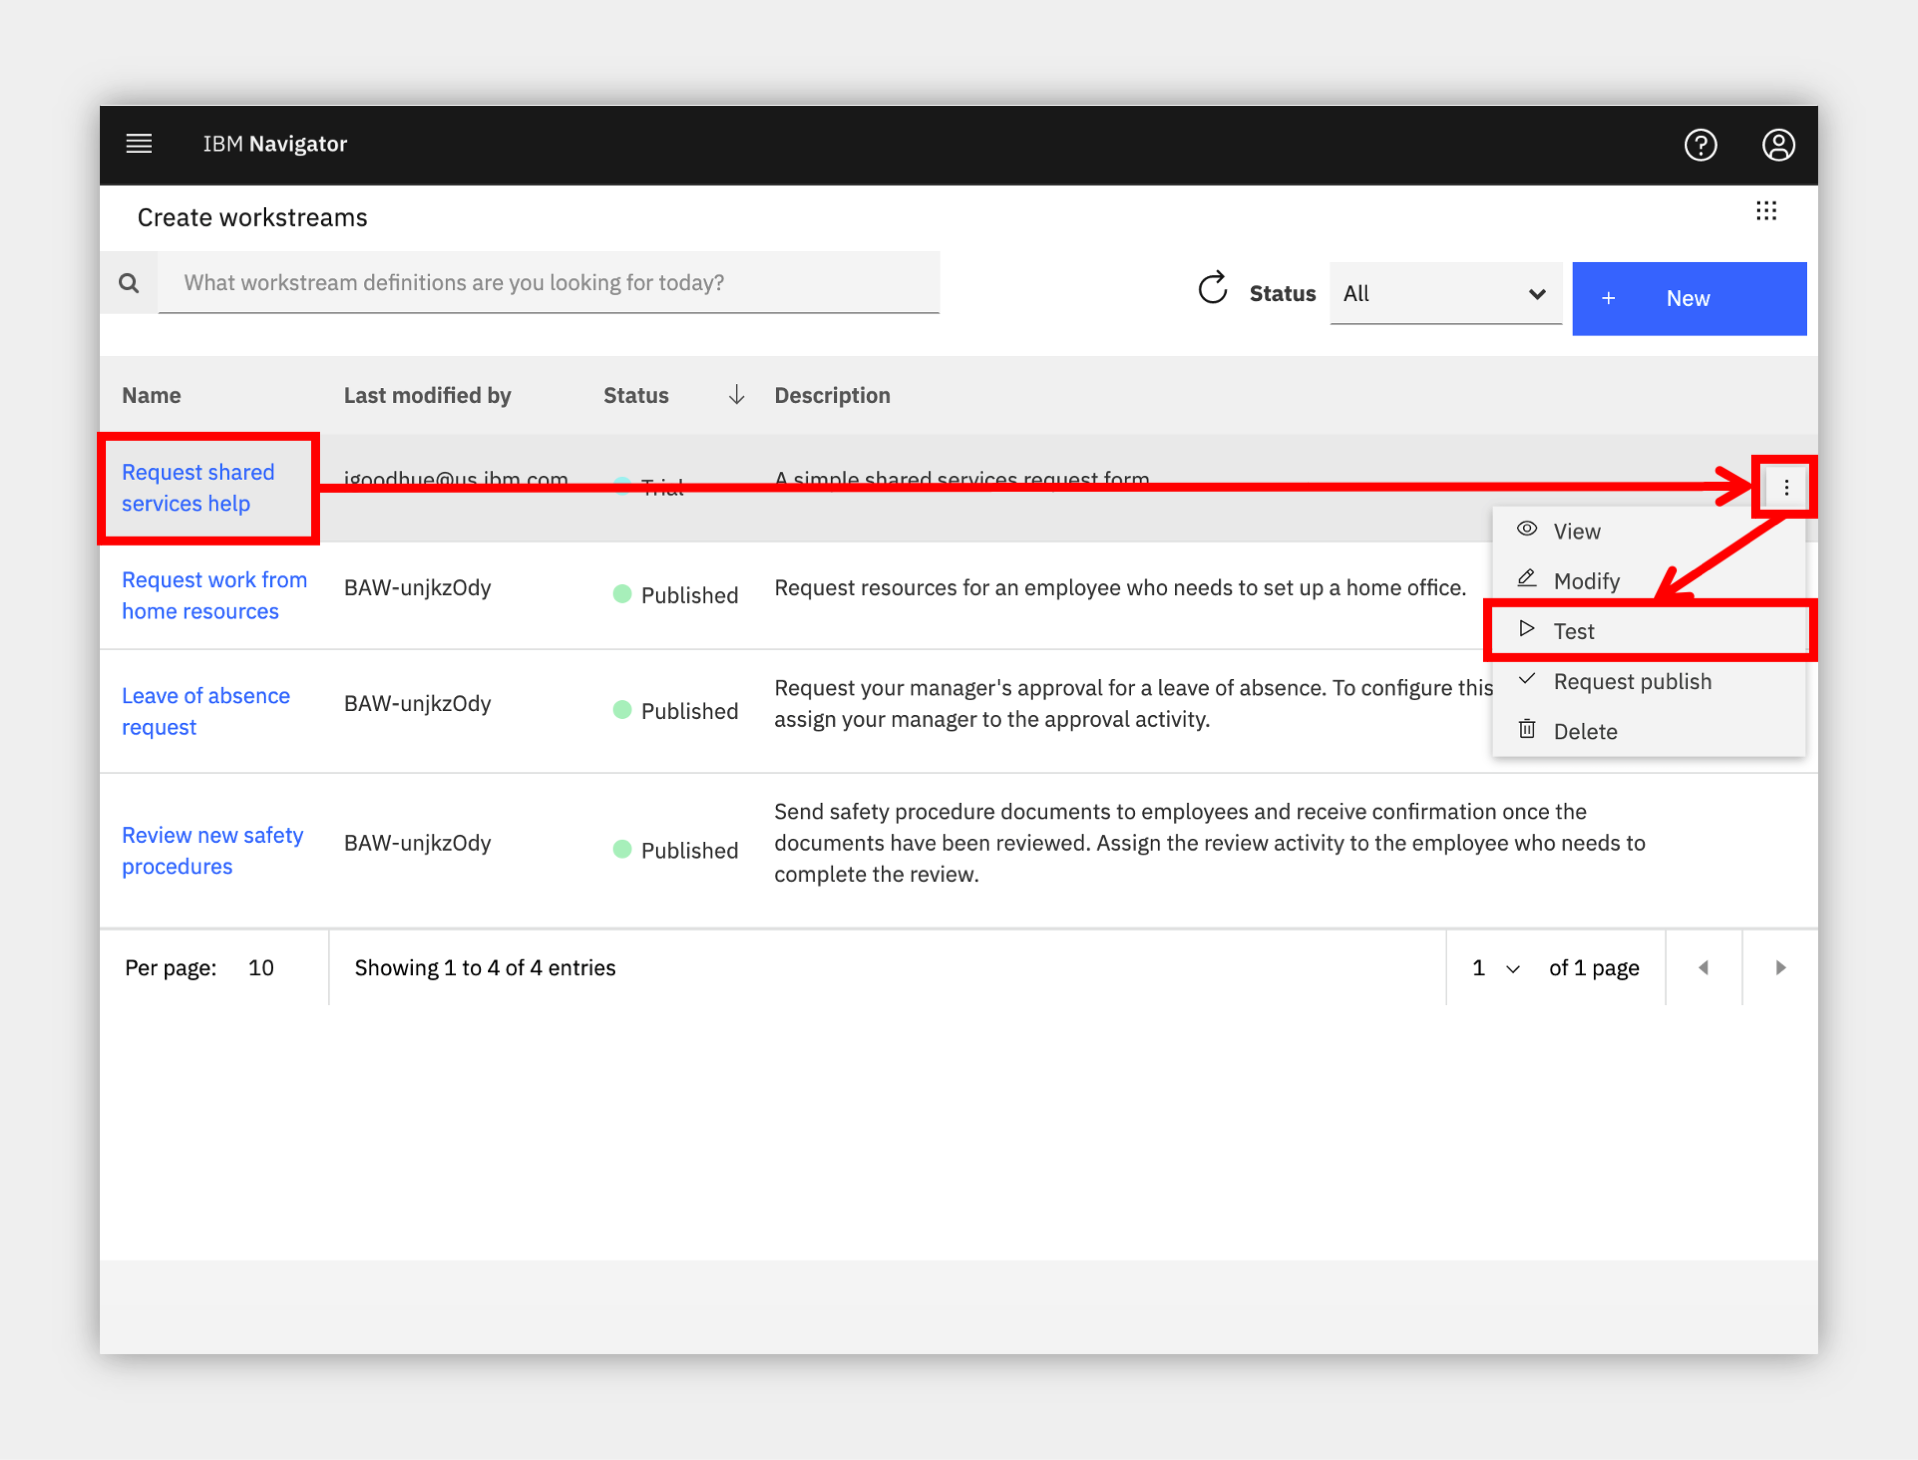 IBM Navigator
Create workstreams
What workstream definitions are you looking for today?
Status
All
+ New
Name
Last modified by
Status
Description
Request shared
services help
Trial
A simple shared services request form
View
Modify
Test
Request publish
Delete
Request work from
home resources
BAW-unjkzOdy
Published
Request resources for an employee who needs to set up a home office.
Leave of absence
request
BAW-unjkzOdy
Published
Request your manager's approval for a leave of absence. To configure this
assign your manager to the approval activity.
Review new safety
procedures
BAW-unjkzOdy
Published
Send safety procedure documents to employees and receive confirmation once the
documents have been reviewed. Assign the review activity to the employee who needs to
complete the review.
Per page: 10
Showing 1 to 4 of 4 entries
1
of 1 page